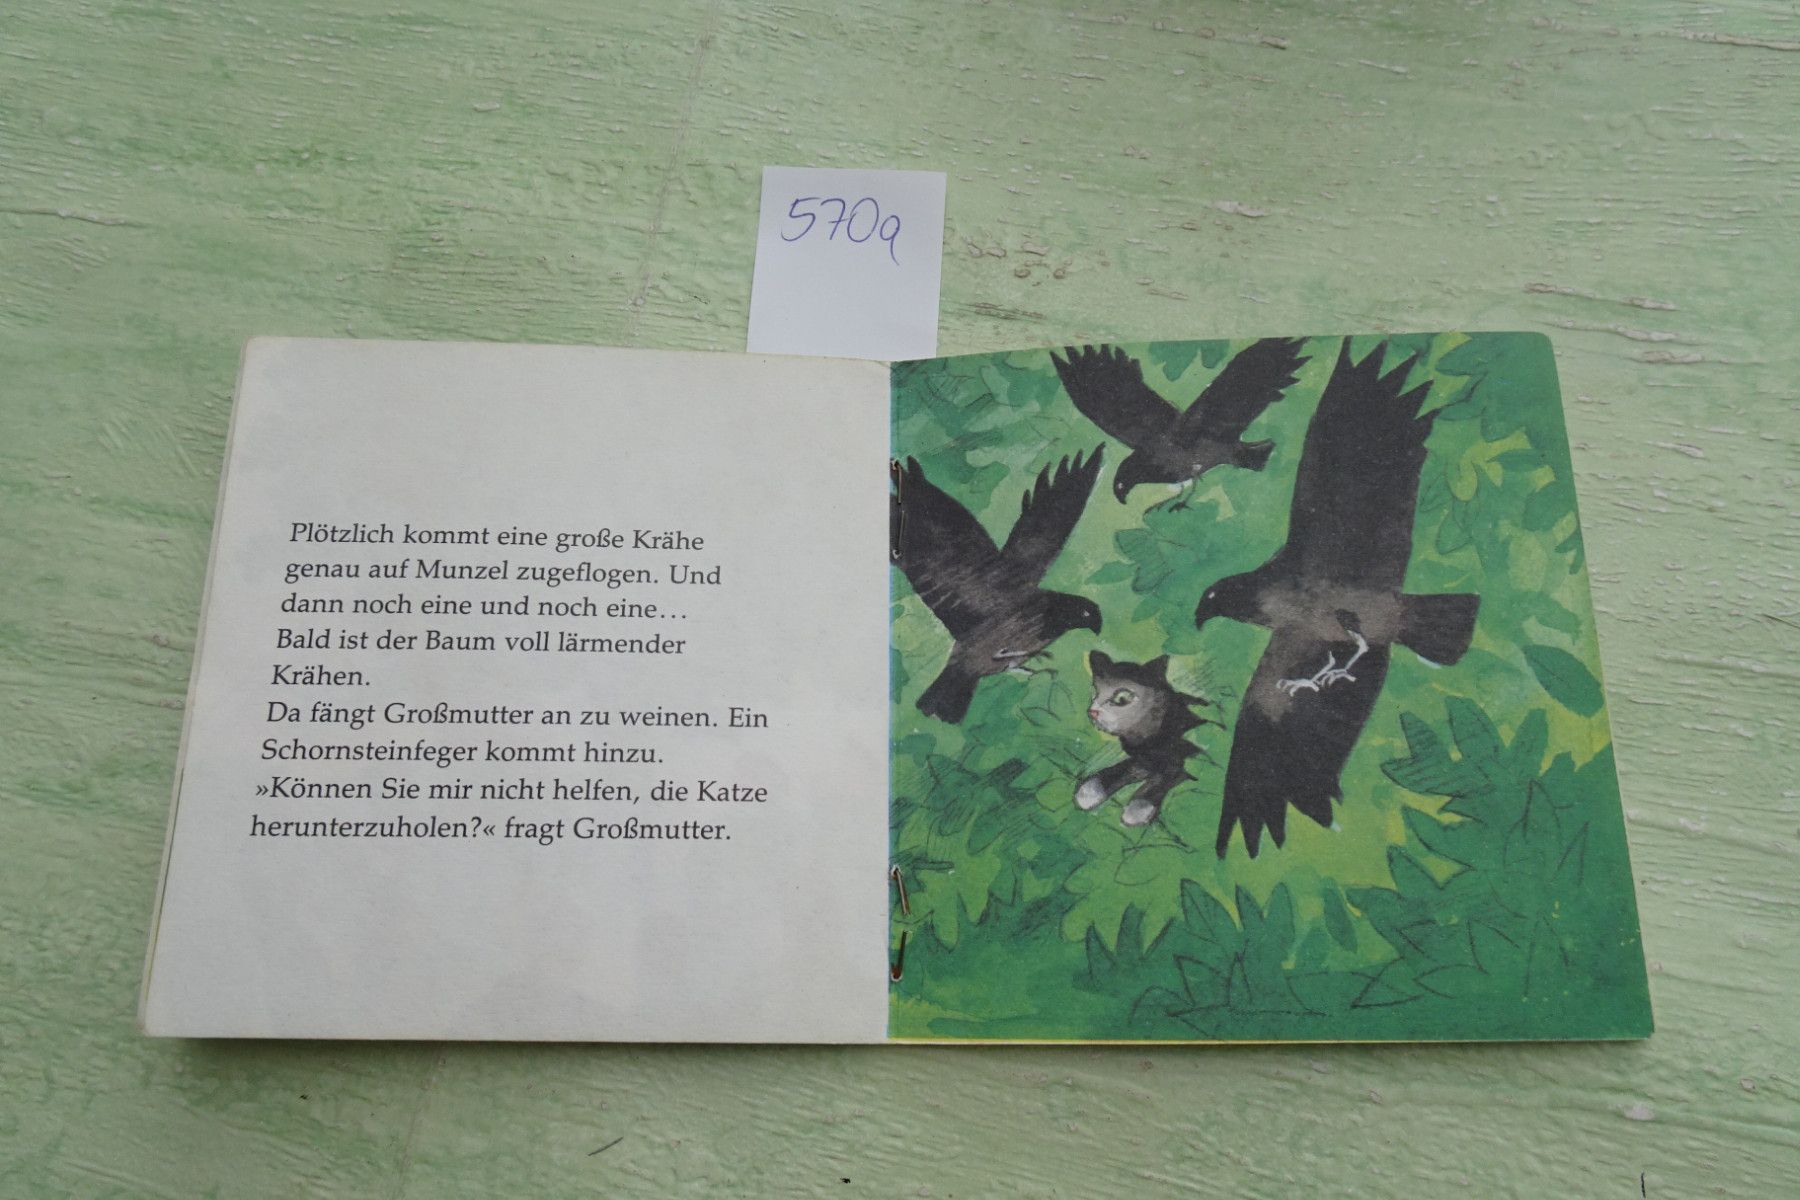 570a
Plötzlich kommt eine große Krähe
genau auf Munzel zugeflogen. Und
dann noch eine und noch eine...
Bald ist der Baum voll lärmender
Krähen.
Da fängt Großmutter an zu weinen. Ein
Schornsteinfeger kommt hinzu.
»Können Sie mir nicht helfen, die Katze
herunterzuholen?« fragt Großmutter.